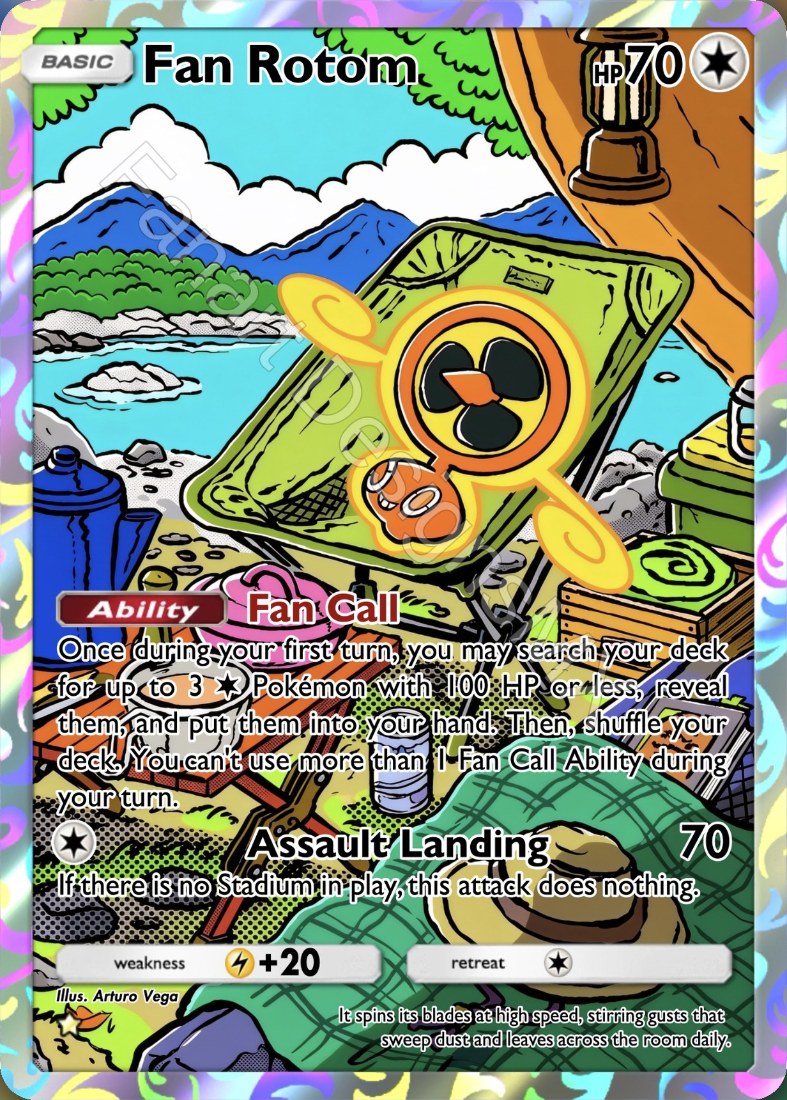 BASIC Fan Rotom HP 70
Ability Fan Call
Once during your first turn, you may search your deck
for up to 3 Pokémon with 100 HP or less, reveal
them, and put them into your hand. Then, shuffle your
deck. You can't use more than 1 Fan Call Ability during
your turn.
Assault Landing 70
If there is no Stadium in play, this attack does nothing.
weakness +20 retreat
Illus. Arturo Vega
It spins its blades at high speed, stirring gusts that
sweep dust and leaves across the room daily.
Fanart Designs